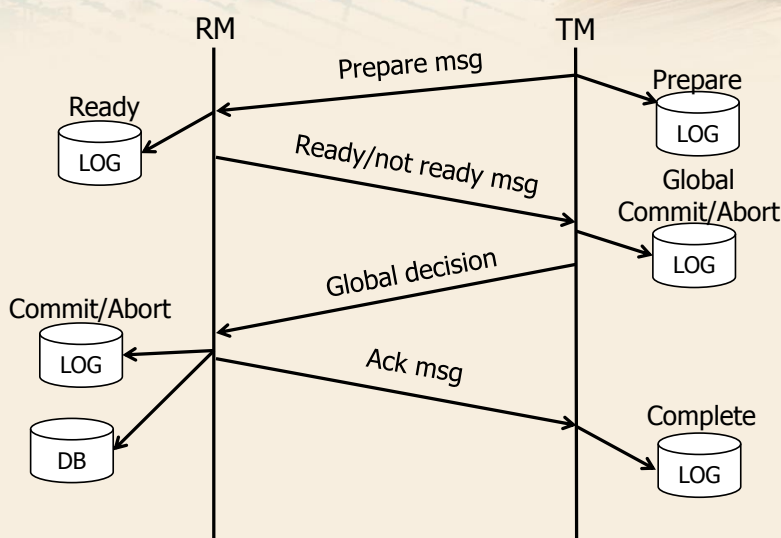 RM
TM
Prepare msg
Prepare
LOG
Ready
LOG
Ready/not ready msg
Global
Commit/Abort
LOG
Global decision
Commit/Abort
LOG
Ack msg
DB
Complete
LOG